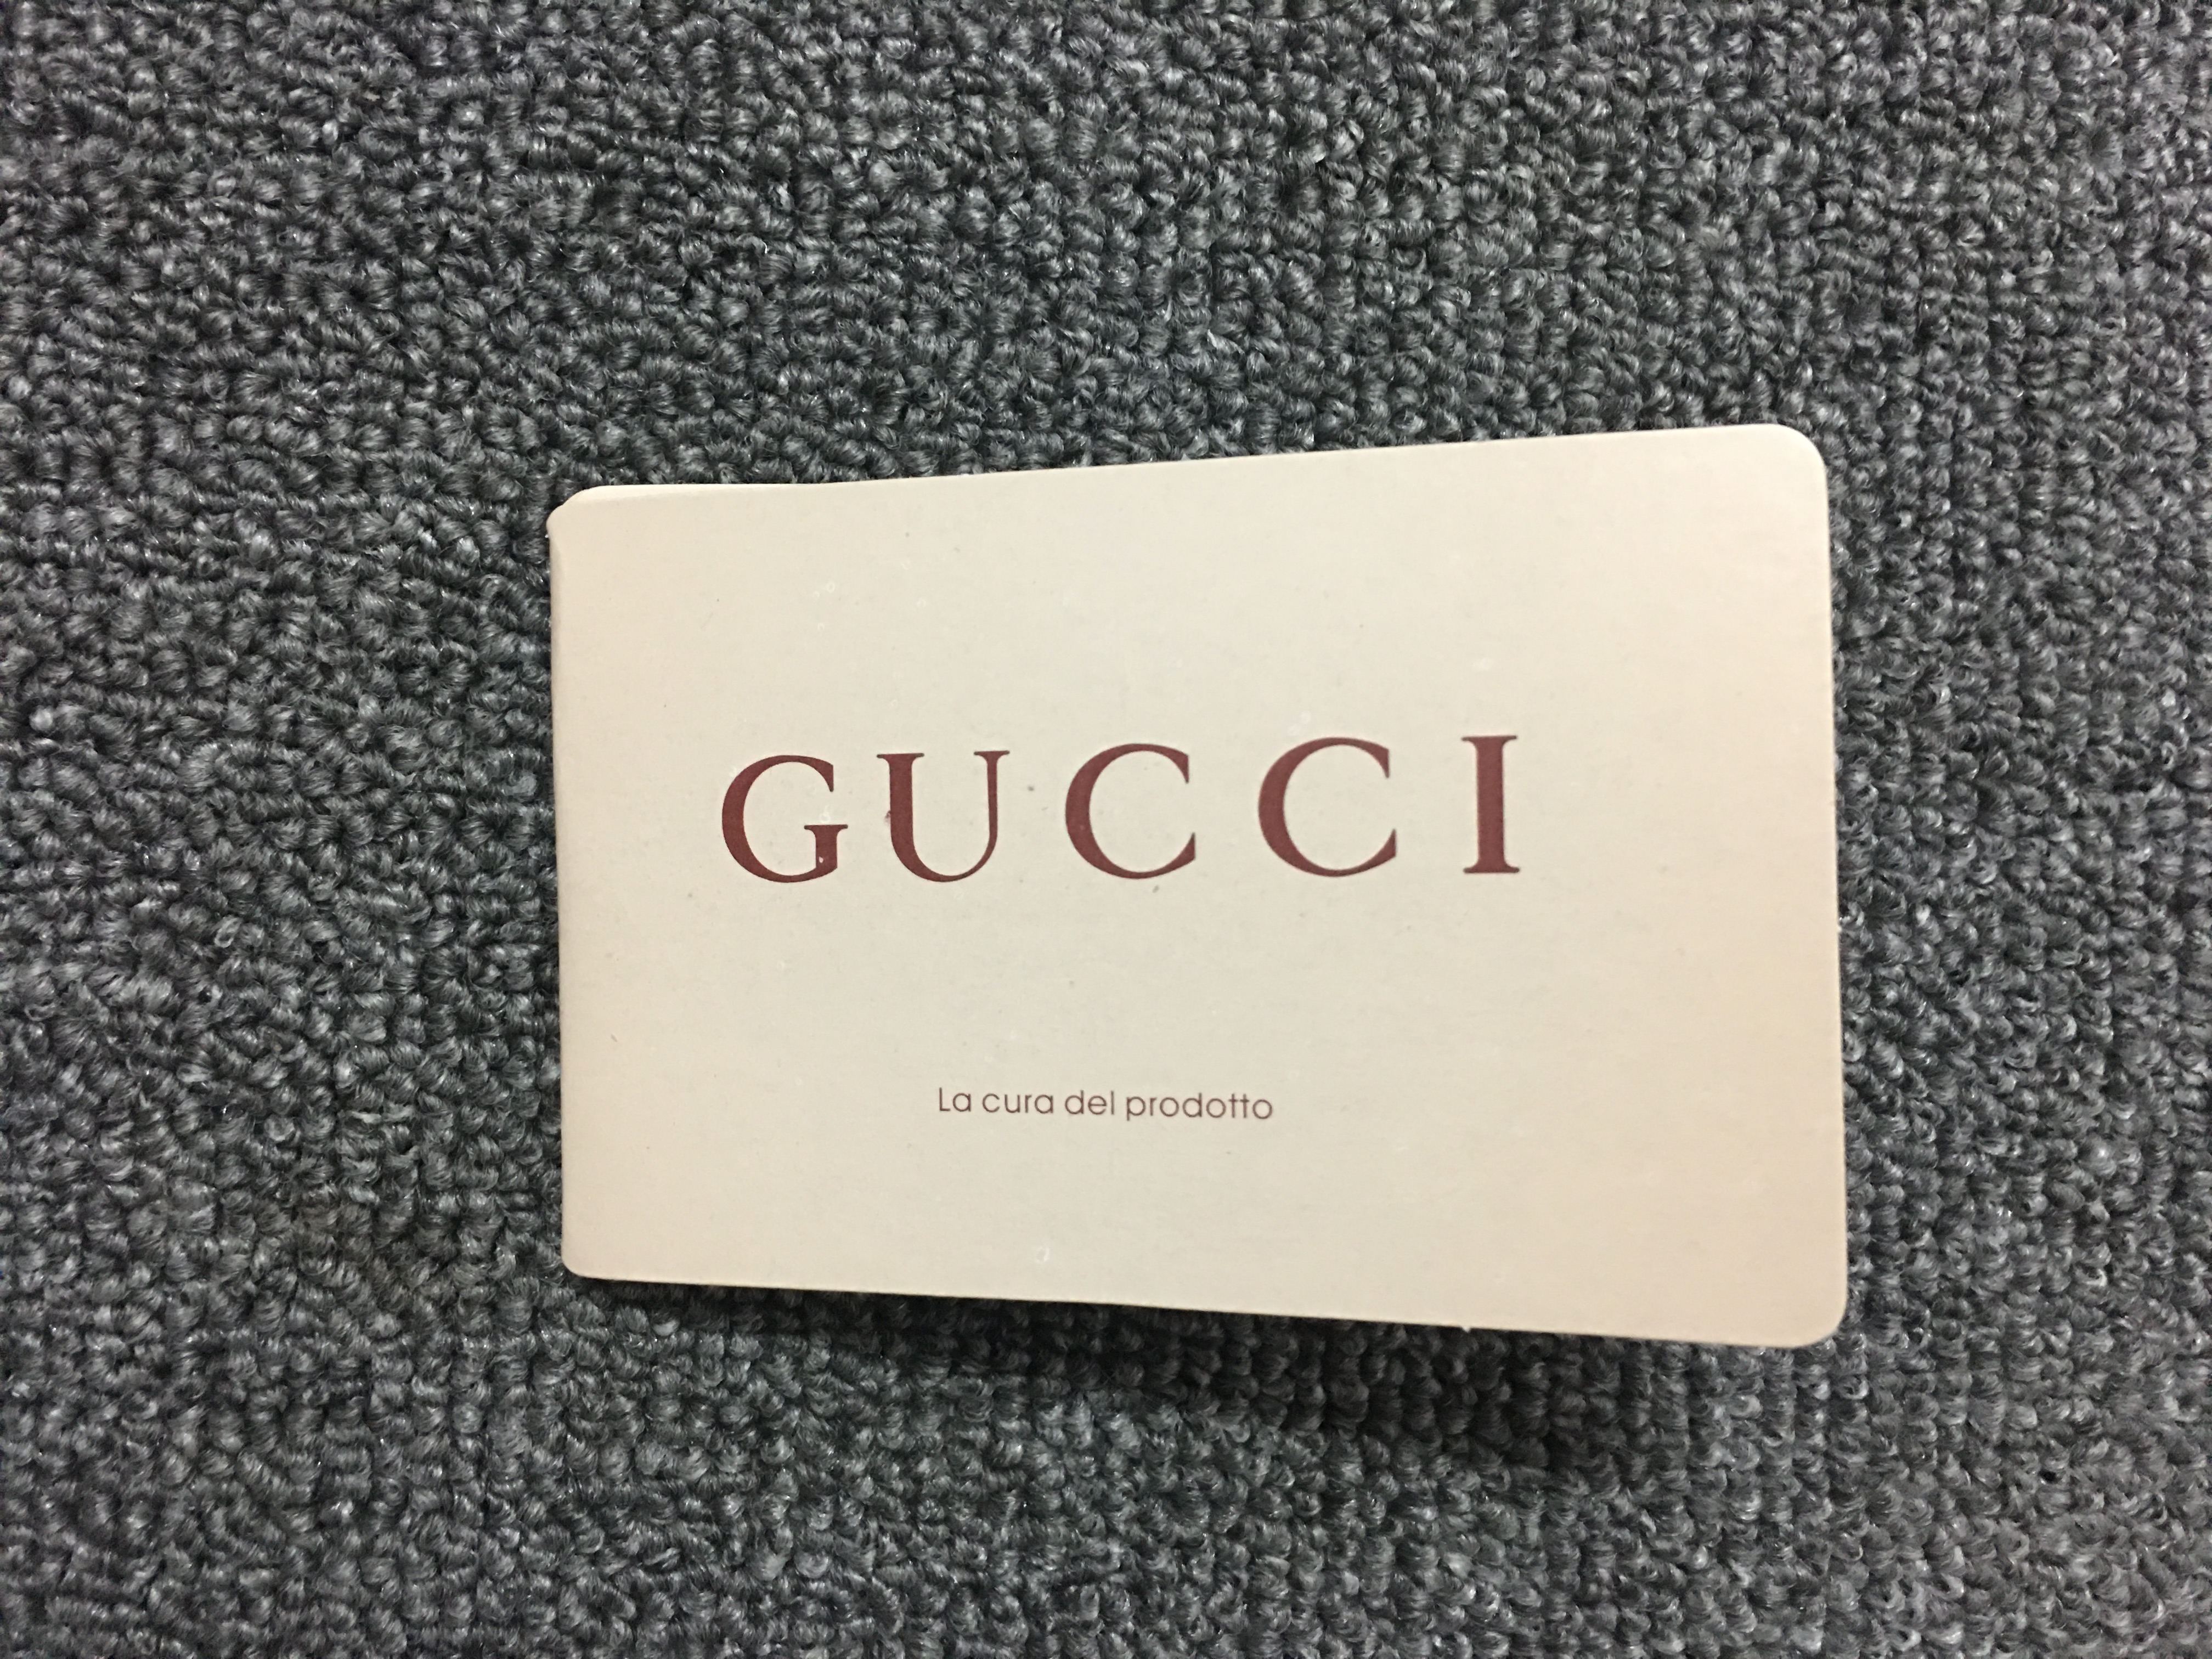 GUCCI
La cura del prodotto